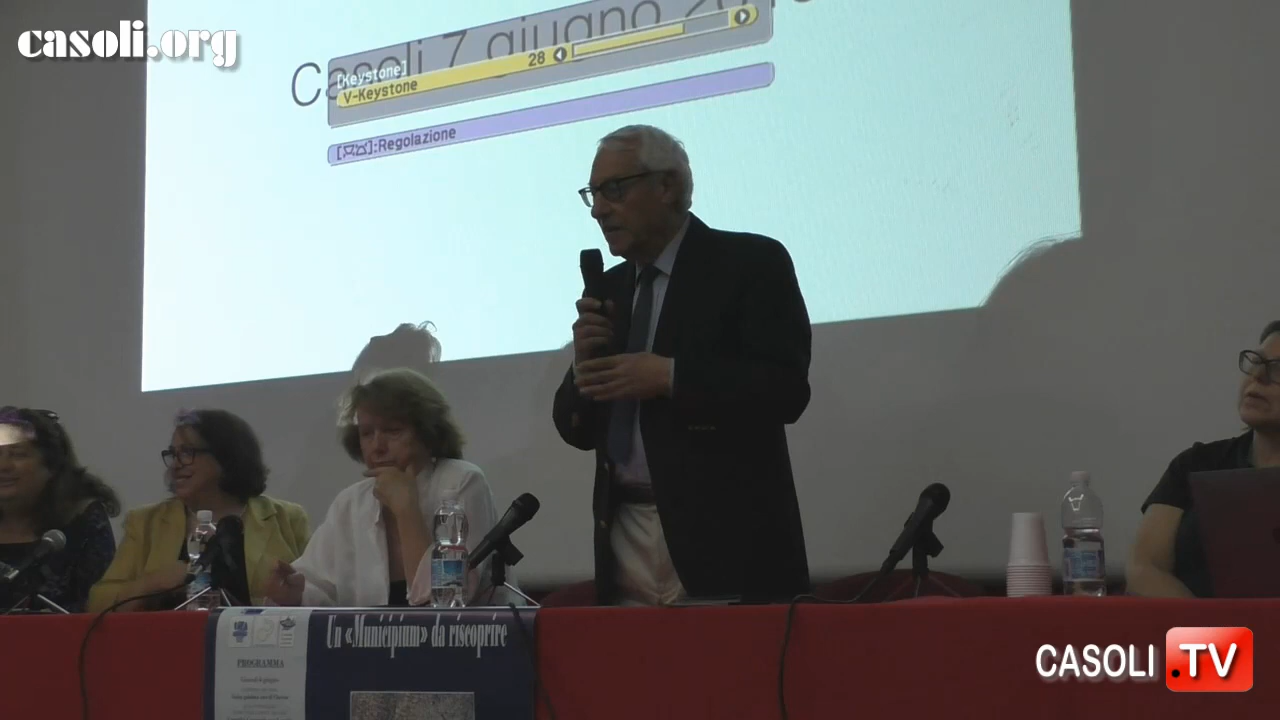 casoli.org
Casoli 7 giugno
[Keystone]
V-Keystone 28
:Regolazione
Un «Municipium» da riscoprire
PROGRAMMA
CASOLI.TV